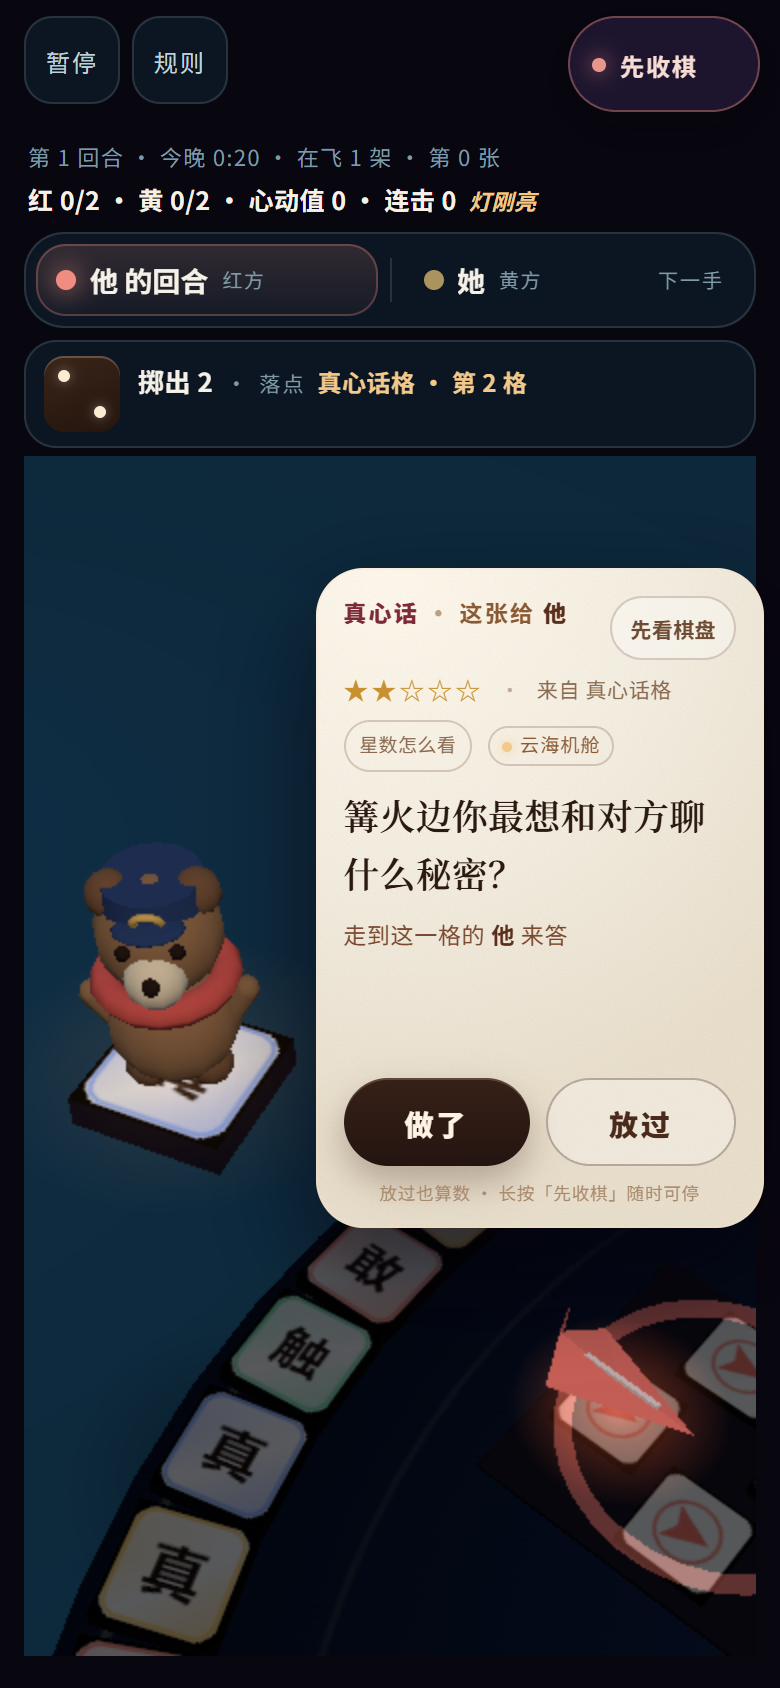 暂停 规则 先收棋
第 1 回合 · 今晚 0:20 · 在飞 1 架 · 第 0 张
红 0/2 · 黄 0/2 · 心动值 0 · 连击 0 灯刚亮
他 的回合 红方 她 黄方 下一手
掷出 2 · 落点 真心话格 · 第 2 格
真心话 · 这张给 他 先看棋盘
★★☆☆☆ · 来自 真心话格
星数怎么看 云海机舱
篝火边你最想和对方聊
什么秘密?
走到这一格的 他 来答
做了 放过
放过也算数 · 长按「先收棋」随时可停
敢
触
真
真